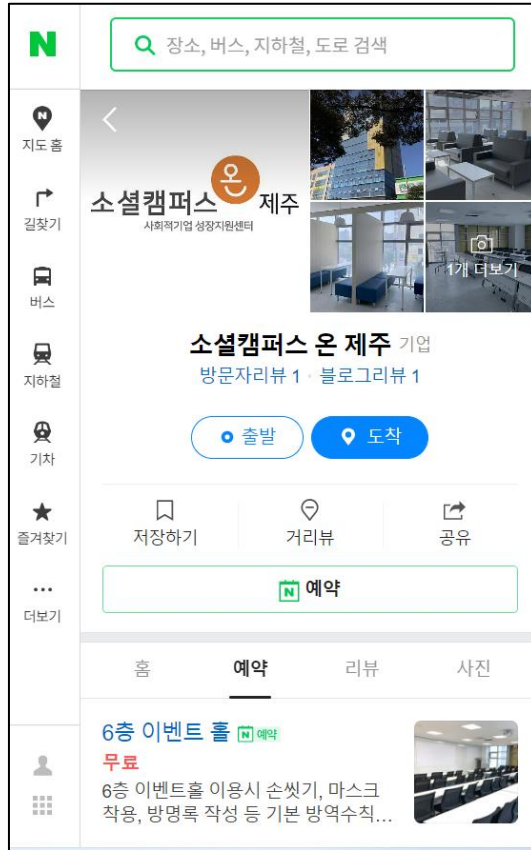 N
장소, 버스, 지하철, 도로 검색
지도 홈
길찾기
버스
지하철
기차
즐겨찾기
더보기
소셜캠퍼스 온 제주
사회적기업 성장지원센터
1개 더보기
소셜캠퍼스 온 제주 기업
방문자리뷰 1 · 블로그리뷰 1
출발
도착
저장하기
거리뷰
공유
N 예약
홈
예약
리뷰
사진
6층 이벤트 홀 N 예약
무료
6층 이벤트홀 이용시 손씻기, 마스크
착용, 방명록 작성 등 기본 방역수칙...